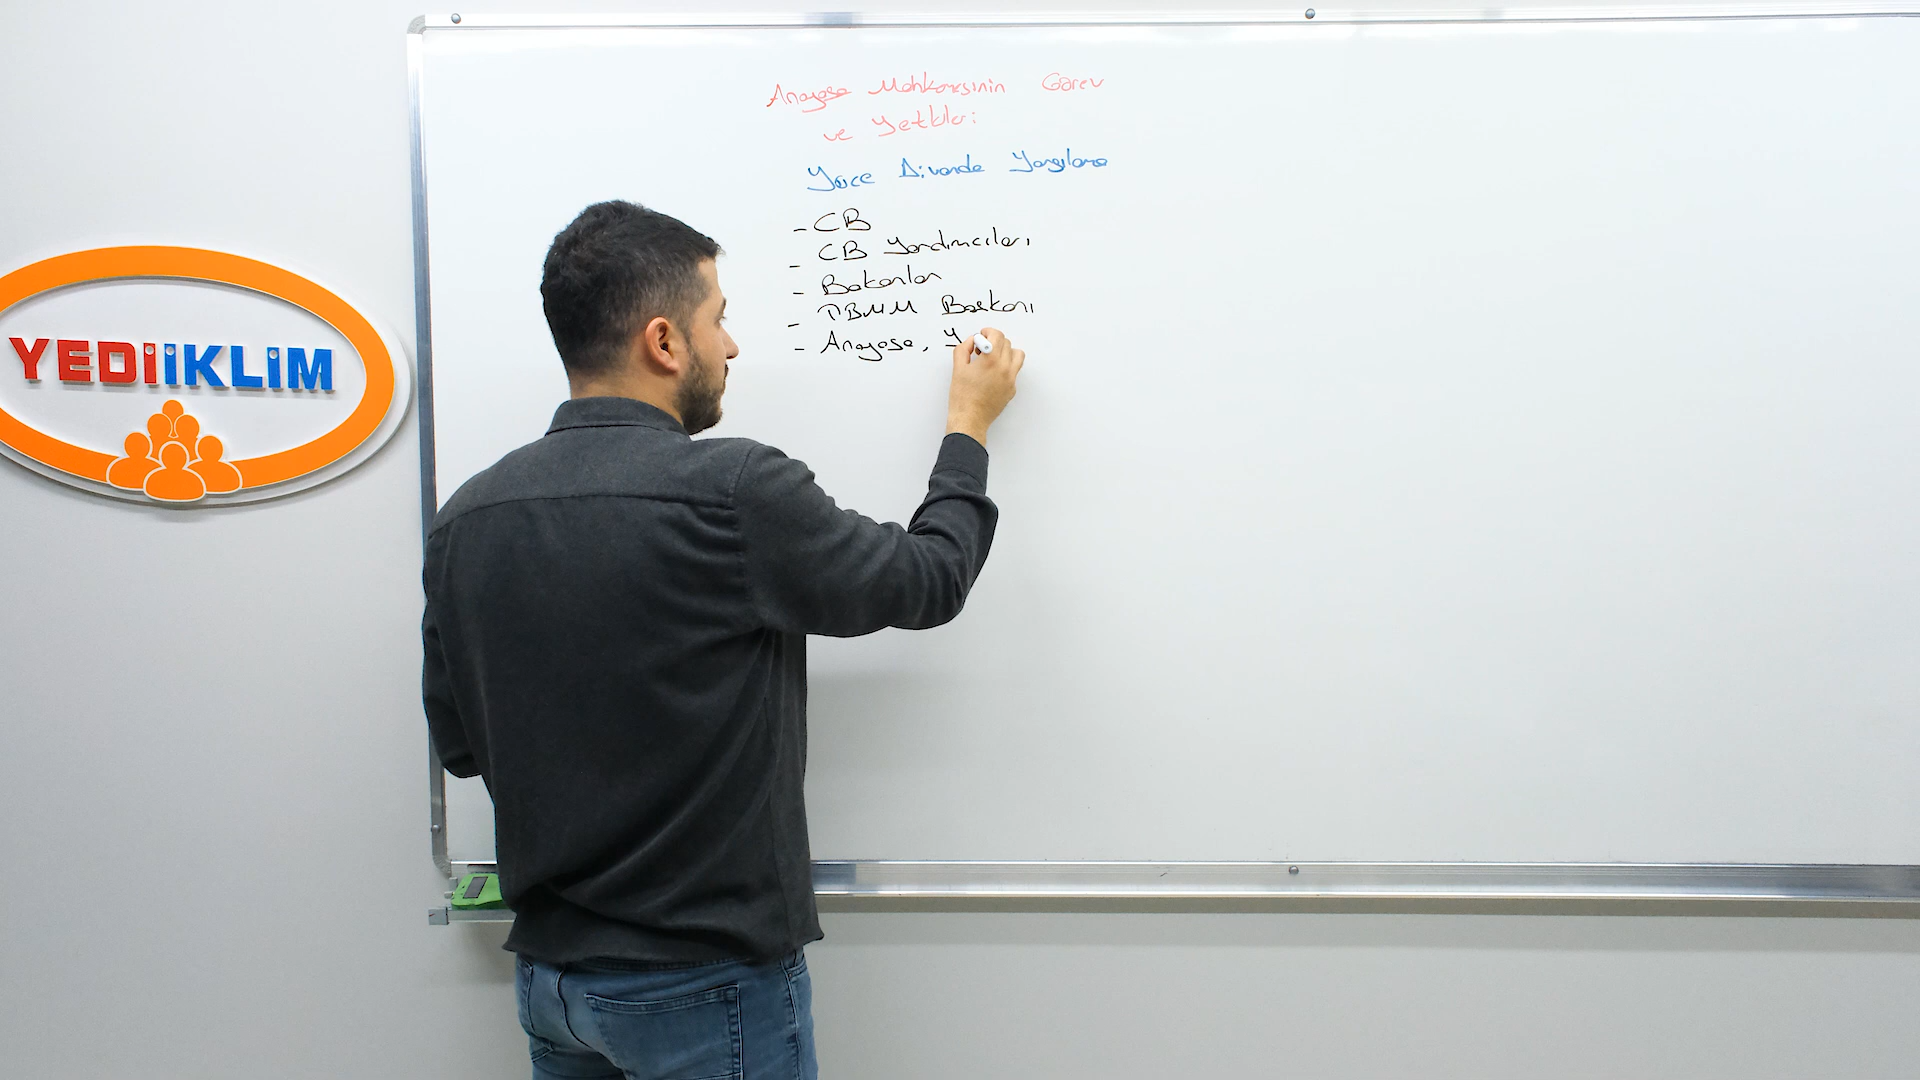 YEDİİKLİM
Anayasa Mahkemesinin Görev
ve Yetkileri
Yüce Divanda Yargılama
- CB
- CB Yardımcıları
- Bakanlar
- TBMM Başkanı
- Anayasa, Y